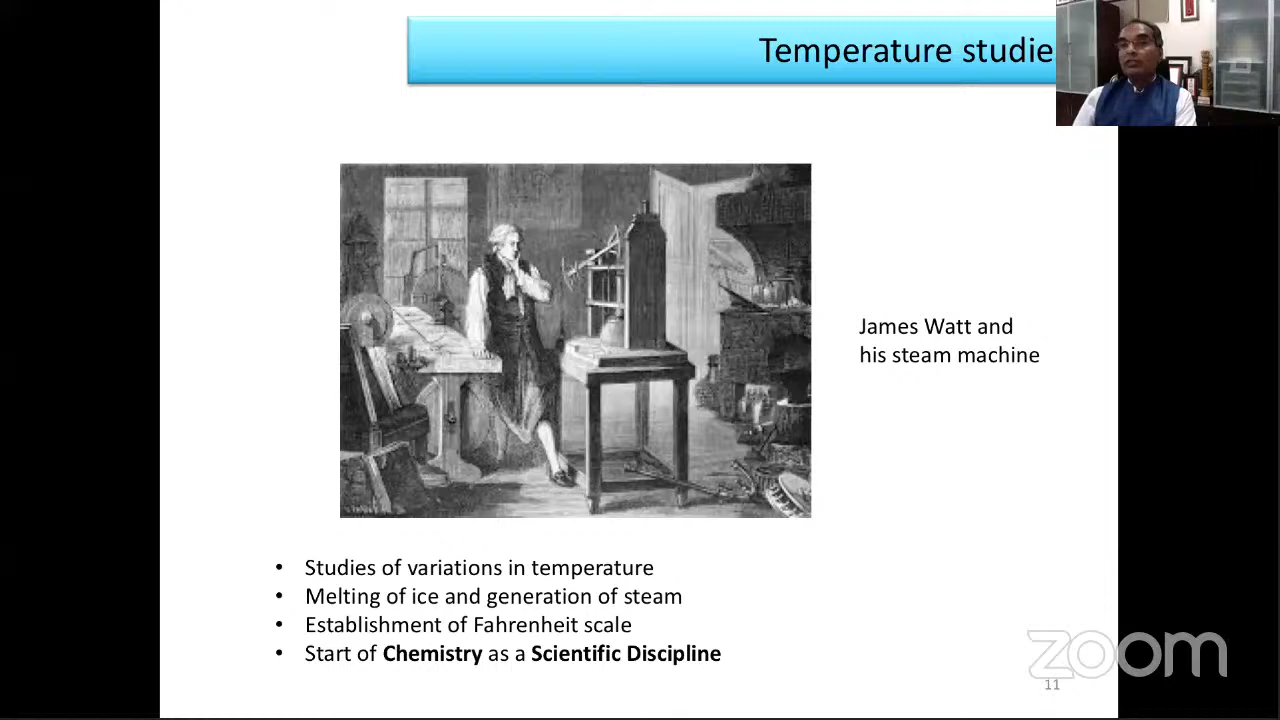 Temperature studie
James Watt and
his steam machine
• Studies of variations in temperature
• Melting of ice and generation of steam
• Establishment of Fahrenheit scale
• Start of Chemistry as a Scientific Discipline
zoom
11